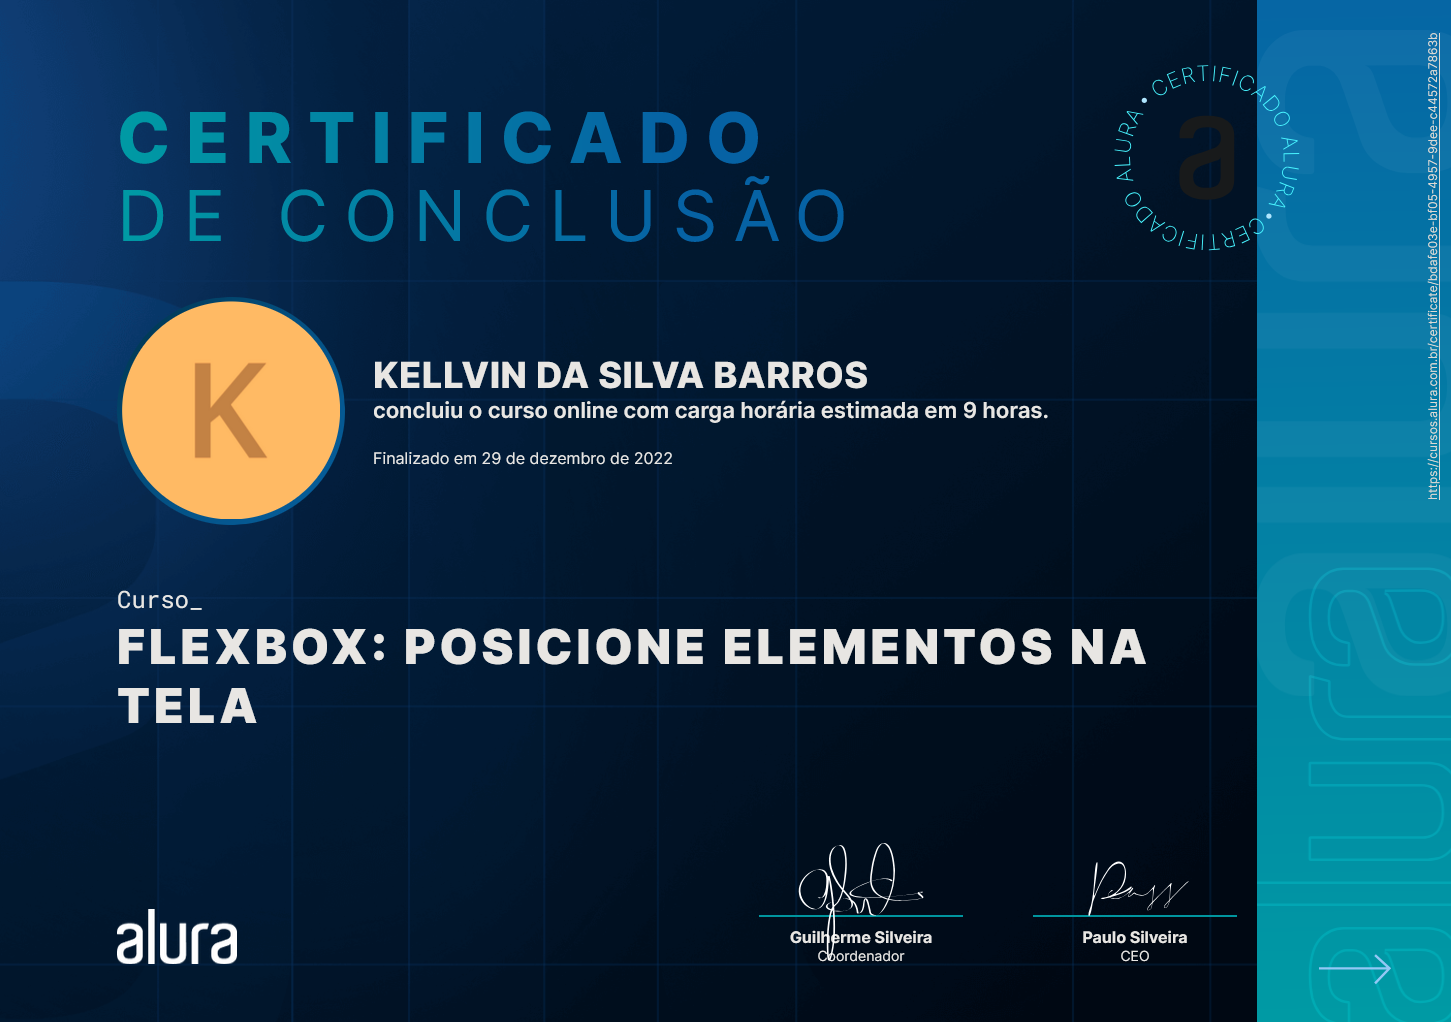 CERTIFICADO
DE CONCLUSÃO
CERTIFICADO ALURA • CERTIFICADO ALURA •
a
https://cursos.alura.com.br/certificate/bdafe03e-bf05-4957-9dee-c44572a7863b
K
KELLVIN DA SILVA BARROS
concluiu o curso online com carga horária estimada em 9 horas.
Finalizado em 29 de dezembro de 2022
Curso_
FLEXBOX: POSICIONE ELEMENTOS NA
TELA
alura
Guilherme Silveira
Coordenador
Paulo Silveira
CEO
alura